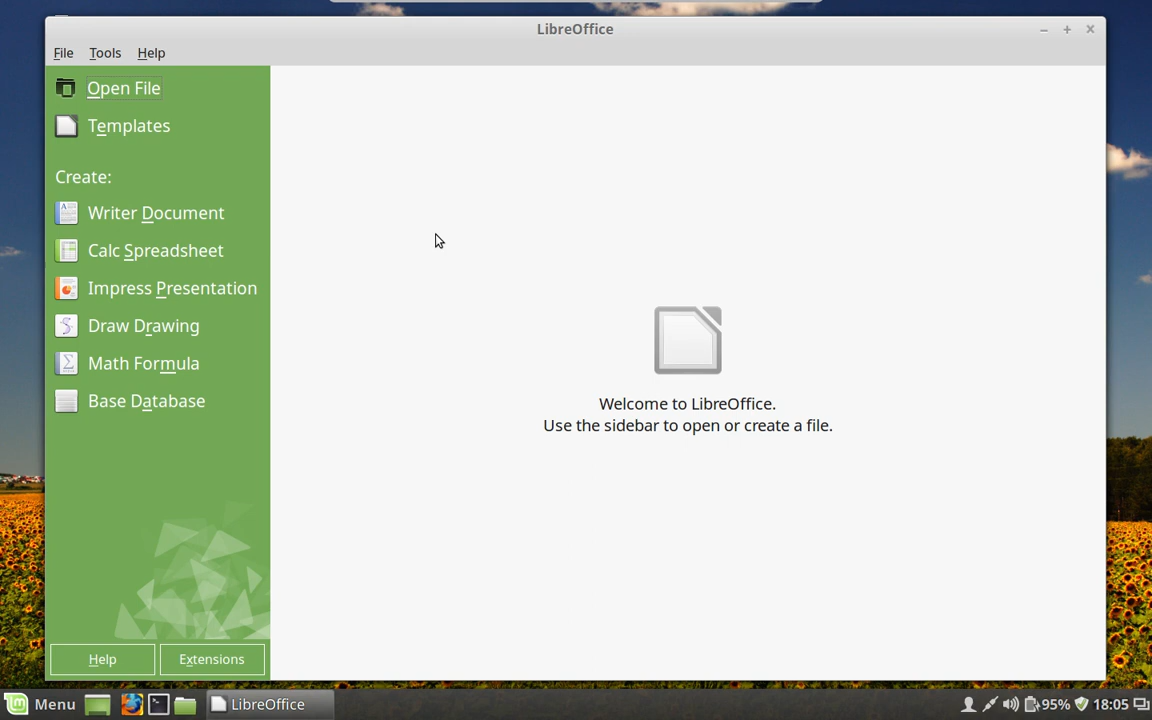 LibreOffice
File Tools Help
Open File
Templates
Create:
Writer Document
Calc Spreadsheet
Impress Presentation
Draw Drawing
Math Formula
Base Database
Welcome to LibreOffice.
Use the sidebar to open or create a file.
Help Extensions
Menu LibreOffice 95% 18:05